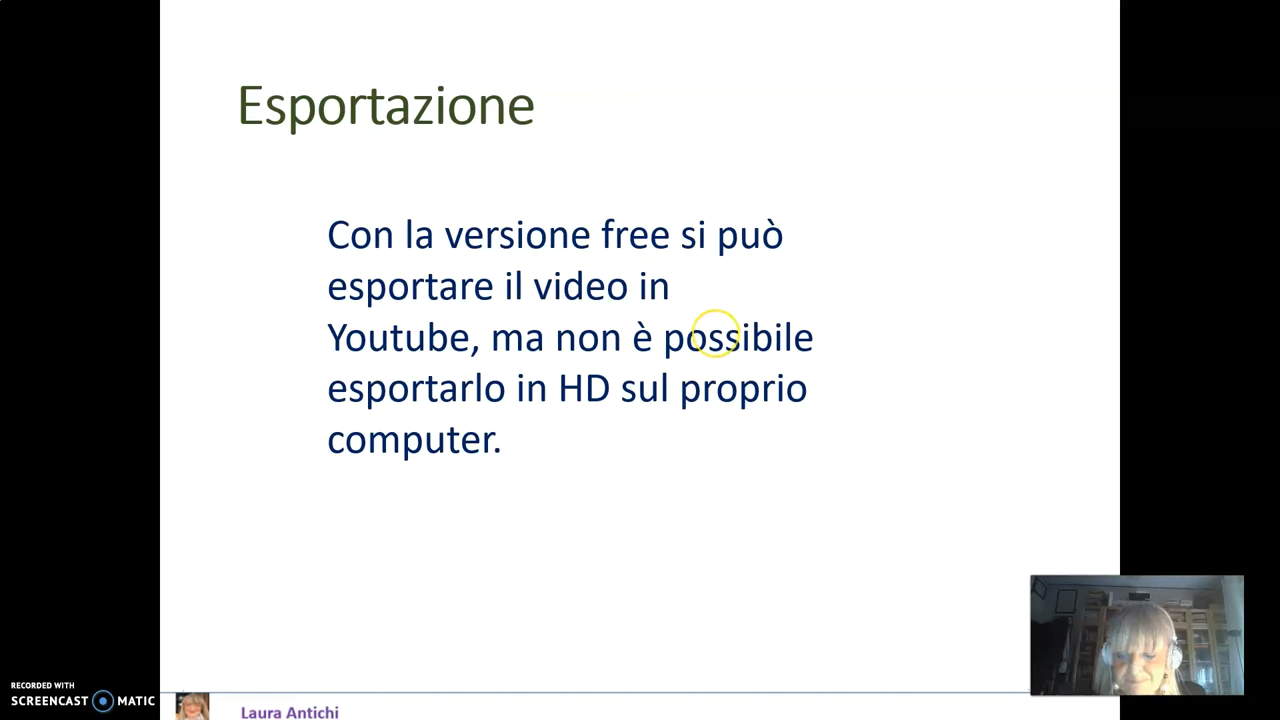 Esportazione
Con la versione free si può
esportare il video in
Youtube, ma non è possibile
esportarlo in HD sul proprio
computer.
RECORDED WITH
SCREENCAST MATIC
Laura Antichi